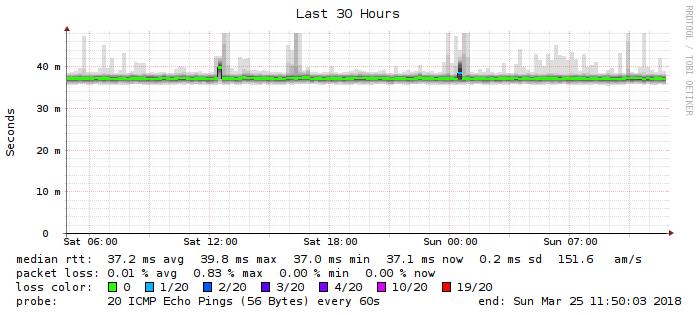 Last 30 Hours
RRDTOOL / TOBI OETIKER
Seconds
40 m
30 m
20 m
10 m
0
Sat 06:00 Sat 12:00 Sat 18:00 Sun 00:00 Sun 07:00
median rtt: 37.2 ms avg 39.8 ms max 37.0 ms min 37.1 ms now 0.2 ms sd 151.6 am/s
packet loss: 0.01 % avg 0.83 % max 0.00 % min 0.00 % now
loss color: 0 1/20 2/20 3/20 4/20 10/20 19/20
probe: 20 ICMP Echo Pings (56 Bytes) every 60s end: Sun Mar 25 11:50:03 2018